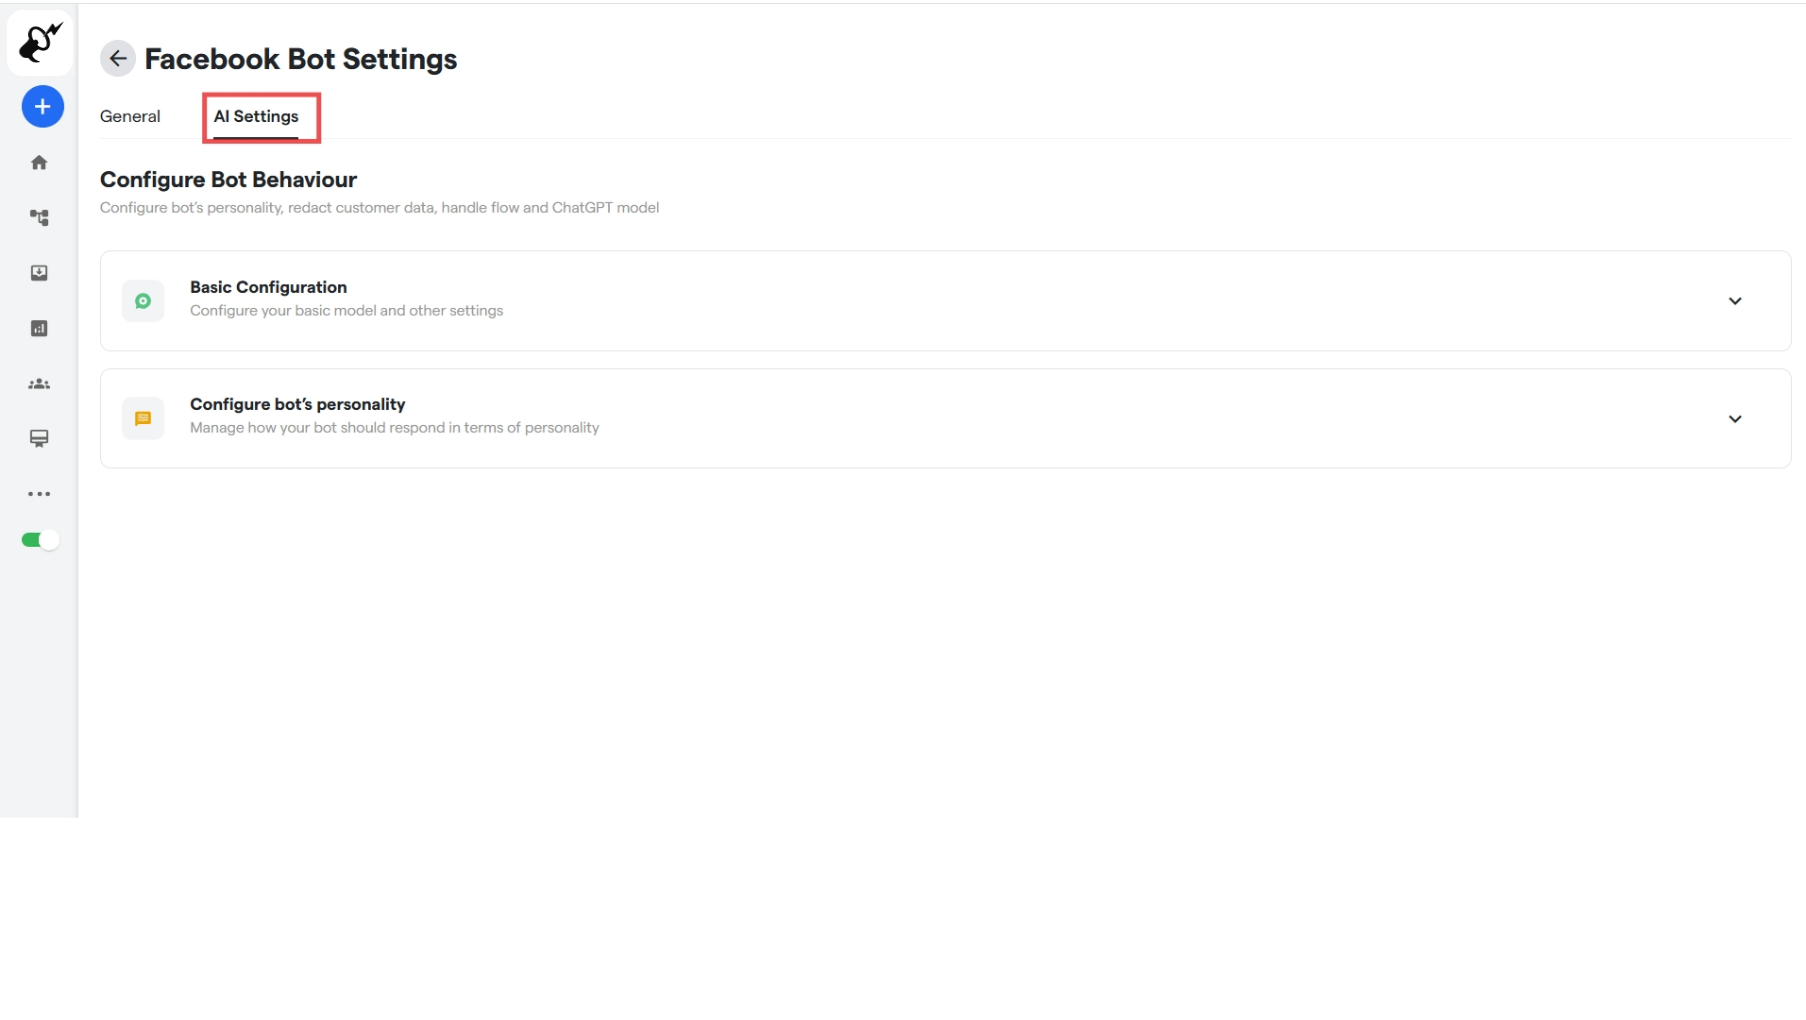 Facebook Bot Settings
General
AI Settings
Configure Bot Behaviour
Configure bot's personality, redact customer data, handle flow and ChatGPT model
Basic Configuration
Configure your basic model and other settings
Configure bot's personality
Manage how your bot should respond in terms of personality